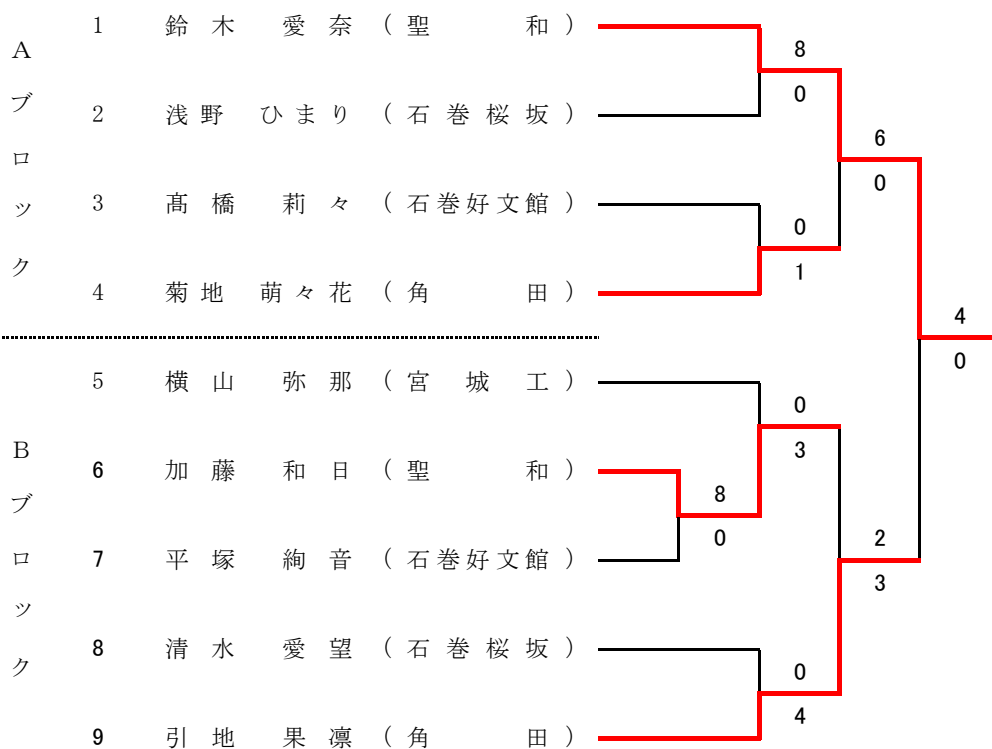 Aブロック
1 鈴木 愛奈 (聖和)
2 浅野 ひまり (石巻桜坂)
3 髙橋 莉々 (石巻好文館)
4 菊地 萌々花 (角田)
8
0
0
1
6
0
4
0
Bブロック
5 横山 弥那 (宮城工)
6 加藤 和日 (聖和)
7 平塚 絢音 (石巻好文館)
8 清水 愛望 (石巻桜坂)
9 引地 果凛 (角田)
8
0
0
3
0
4
2
3